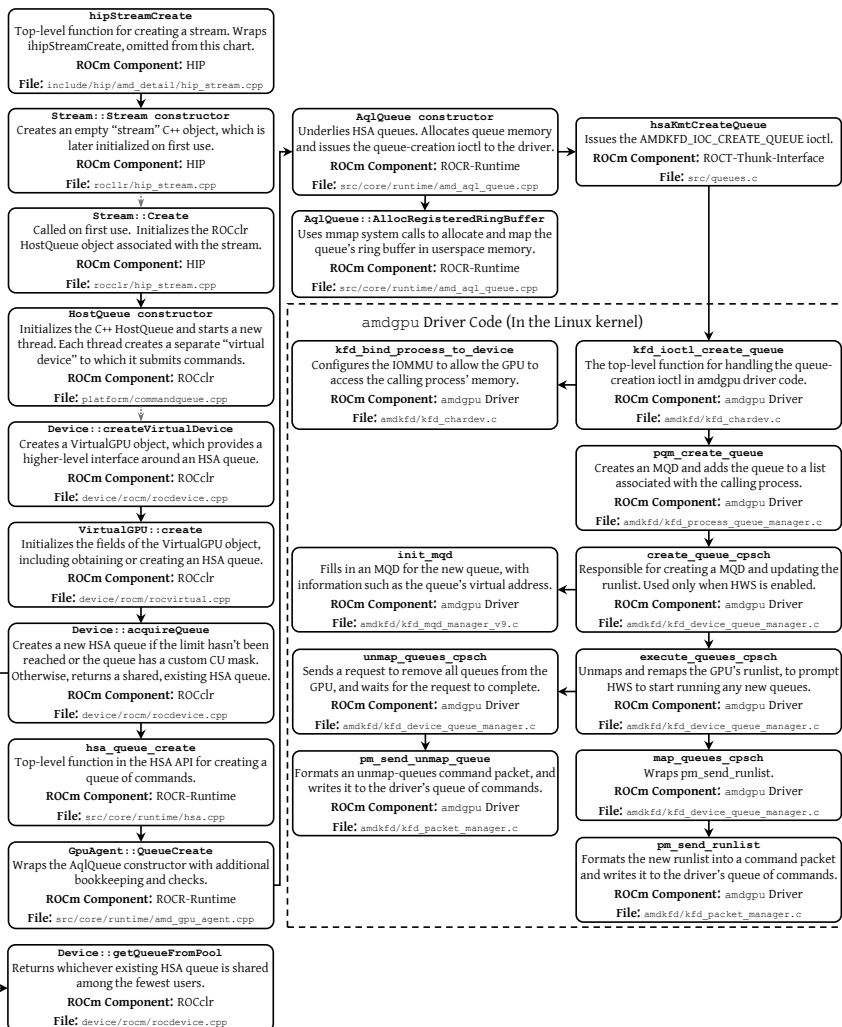 hipStreamCreate
Top-level function for creating a stream. Wraps
ihipStreamCreate, omitted from this chart.
ROCm Component: HIP
File: include/hip/amd_detail/hip_stream.cpp
Stream::Stream constructor
Creates an empty “stream” C++ object, which is
later initialized on first use.
ROCm Component: HIP
File: rocllr/hip_stream.cpp
Stream::Create
Called on first use. Initializes the ROCclr
HostQueue object associated with the stream.
ROCm Component: HIP
File: rocclr/hip_stream.cpp
HostQueue constructor
Initializes the C++ HostQueue and starts a new
thread. Each thread creates a separate “virtual
device” to which it submits commands.
ROCm Component: ROCclr
File: platform/commandqueue.cpp
Device::createVirtualDevice
Creates a VirtualGPU object, which provides a
higher-level interface around an HSA queue.
ROCm Component: ROCclr
File: device/rocm/rocdevice.cpp
VirtualGPU::create
Initializes the fields of the VirtualGPU object,
including obtaining or creating an HSA queue.
ROCm Component: ROCclr
File: device/rocm/rocvirtual.cpp
Device::acquireQueue
Creates a new HSA queue if the limit hasn’t been
reached or the queue has a custom CU mask.
Otherwise, returns a shared, existing HSA queue.
ROCm Component: ROCclr
File: device/rocm/rocdevice.cpp
hsa_queue_create
Top-level function in the HSA API for creating a
queue of commands.
ROCm Component: ROCR-Runtime
File: src/core/runtime/hsa.cpp
GpuAgent::QueueCreate
Wraps the AqlQueue constructor with additional
bookkeeping and checks.
ROCm Component: ROCR-Runtime
File: src/core/runtime/amd_gpu_agent.cpp
Device::getQueueFromPool
Returns whichever existing HSA queue is shared
among the fewest users.
ROCm Component: ROCclr
File: device/rocm/rocdevice.cpp
AqlQueue constructor
Underlies HSA queues. Allocates queue memory
and issues the queue-creation ioctl to the driver.
ROCm Component: ROCR-Runtime
File: src/core/runtime/amd_aql_queue.cpp
AqlQueue::AllocRegisteredRingBuffer
Uses mmap system calls to allocate and map the
queue’s ring buffer in userspace memory.
ROCm Component: ROCR-Runtime
File: src/core/runtime/amd_aql_queue.cpp
hsaKmtCreateQueue
Issues the AMDKFD_IOC_CREATE_QUEUE ioctl.
ROCm Component: ROCT-Thunk-Interface
File: src/queues.c
amdgpu Driver Code (In the Linux kernel)
kfd_bind_process_to_device
Configures the IOMMU to allow the GPU to
access the calling process’ memory.
ROCm Component: amdgpu Driver
File: amdkfd/kfd_chardev.c
kfd_ioctl_create_queue
The top-level function for handling the queue-
creation ioctl in amdgpu driver code.
ROCm Component: amdgpu Driver
File: amdkfd/kfd_chardev.c
pqm_create_queue
Creates an MQD and adds the queue to a list
associated with the calling process.
ROCm Component: amdgpu Driver
File: amdkfd/kfd_process_queue_manager.c
init_mqd
Fills in an MQD for the new queue, with
information such as the queue’s virtual address.
ROCm Component: amdgpu Driver
File: amdkfd/kfd_mqd_manager_v9.c
create_queue_cpsch
Responsible for creating a MQD and updating the
runlist. Used only when HWS is enabled.
ROCm Component: amdgpu Driver
File: amdkfd/kfd_device_queue_manager.c
unmap_queues_cpsch
Sends a request to remove all queues from the
GPU, and waits for the request to complete.
ROCm Component: amdgpu Driver
File: amdkfd/kfd_device_queue_manager.c
execute_queues_cpsch
Unmaps and remaps the GPU’s runlist, to prompt
HWS to start running any new queues.
ROCm Component: amdgpu Driver
File: amdkfd/kfd_device_queue_manager.c
pm_send_unmap_queue
Formats an unmap-queues command packet, and
writes it to the driver’s queue of commands.
ROCm Component: amdgpu Driver
File: amdkfd/kfd_packet_manager.c
map_queues_cpsch
Wraps pm_send_runlist.
ROCm Component: amdgpu Driver
File: amdkfd/kfd_device_queue_manager.c
pm_send_runlist
Formats the new runlist into a command packet
and writes it to the driver’s queue of commands.
ROCm Component: amdgpu Driver
File: amdkfd/kfd_packet_manager.c